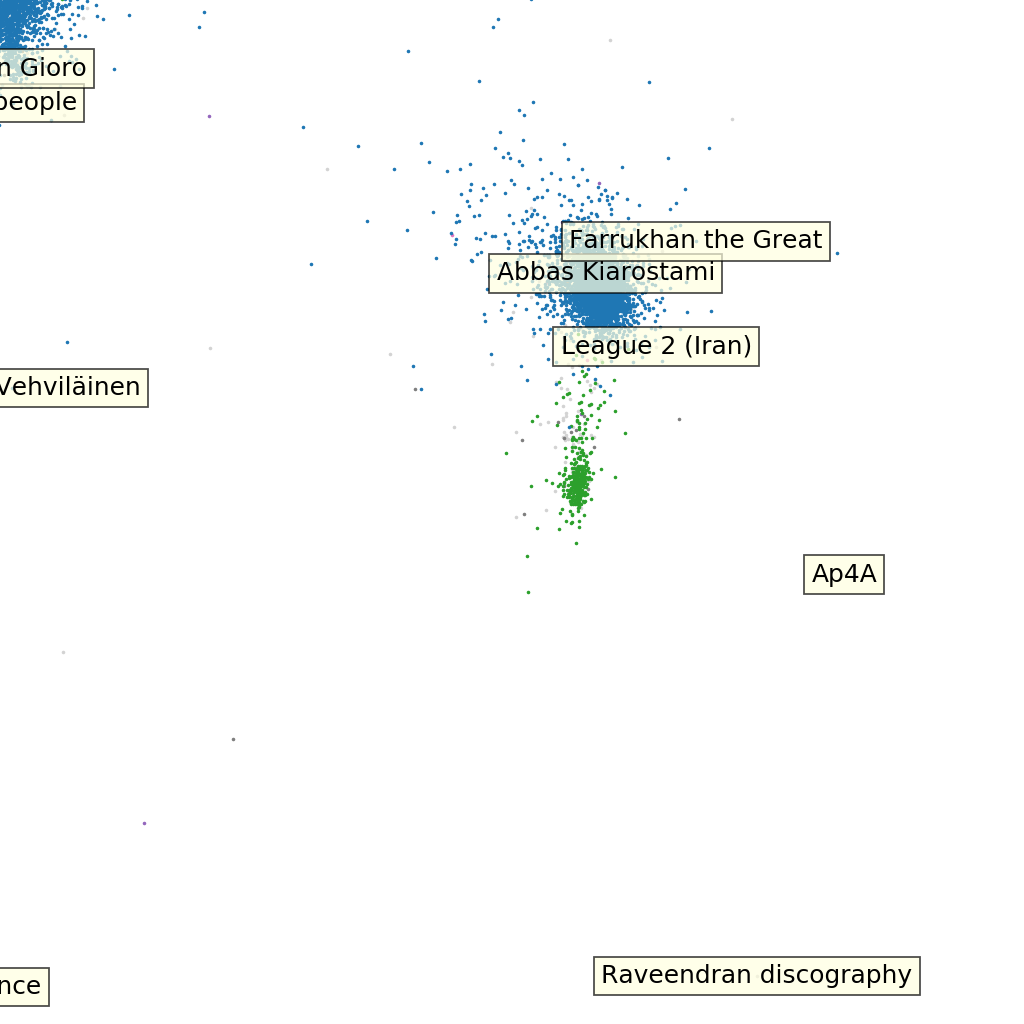 n Gioro
people
Farrukhan the Great
Abbas Kiarostami
League 2 (Iran)
Vehviläinen
Ap4A
Raveendran discography
nce